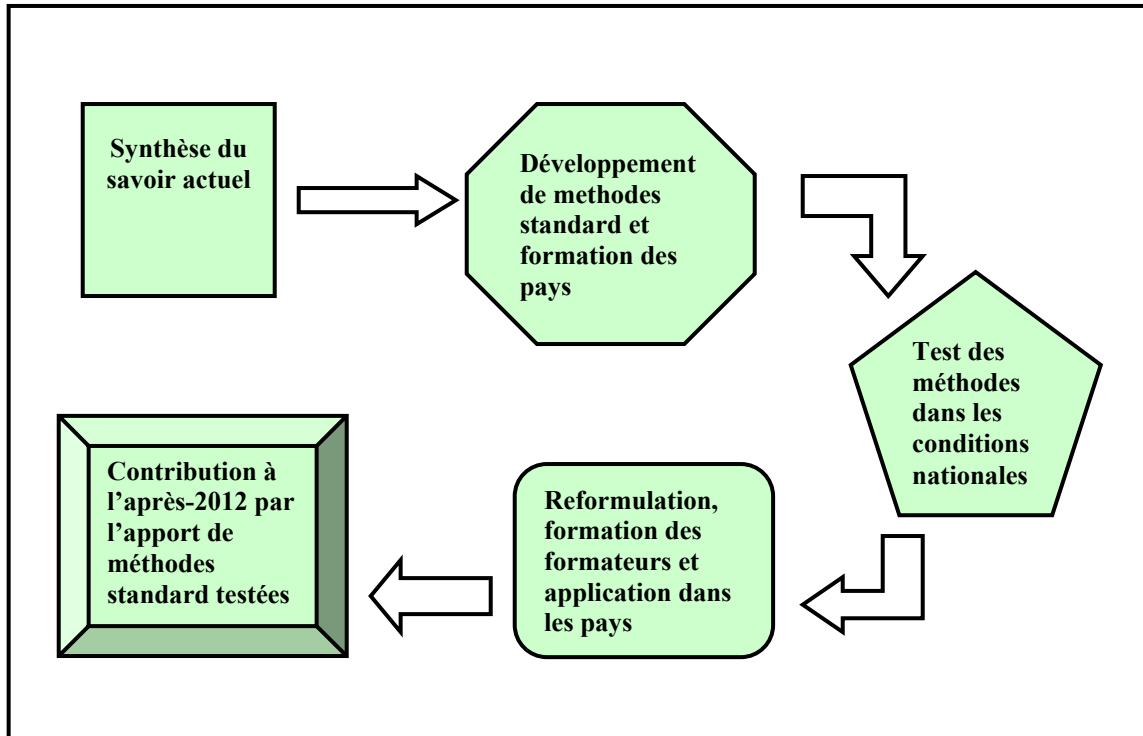 Synthèse du
savoir actuel
Développement
de methodes
standard et
formation des
pays
Test des
méthodes
dans les
conditions
nationales
Reformulation,
formation des
formateurs et
application dans
les pays
Contribution à
l’après-2012 par
l’apport de
méthodes
standard testées